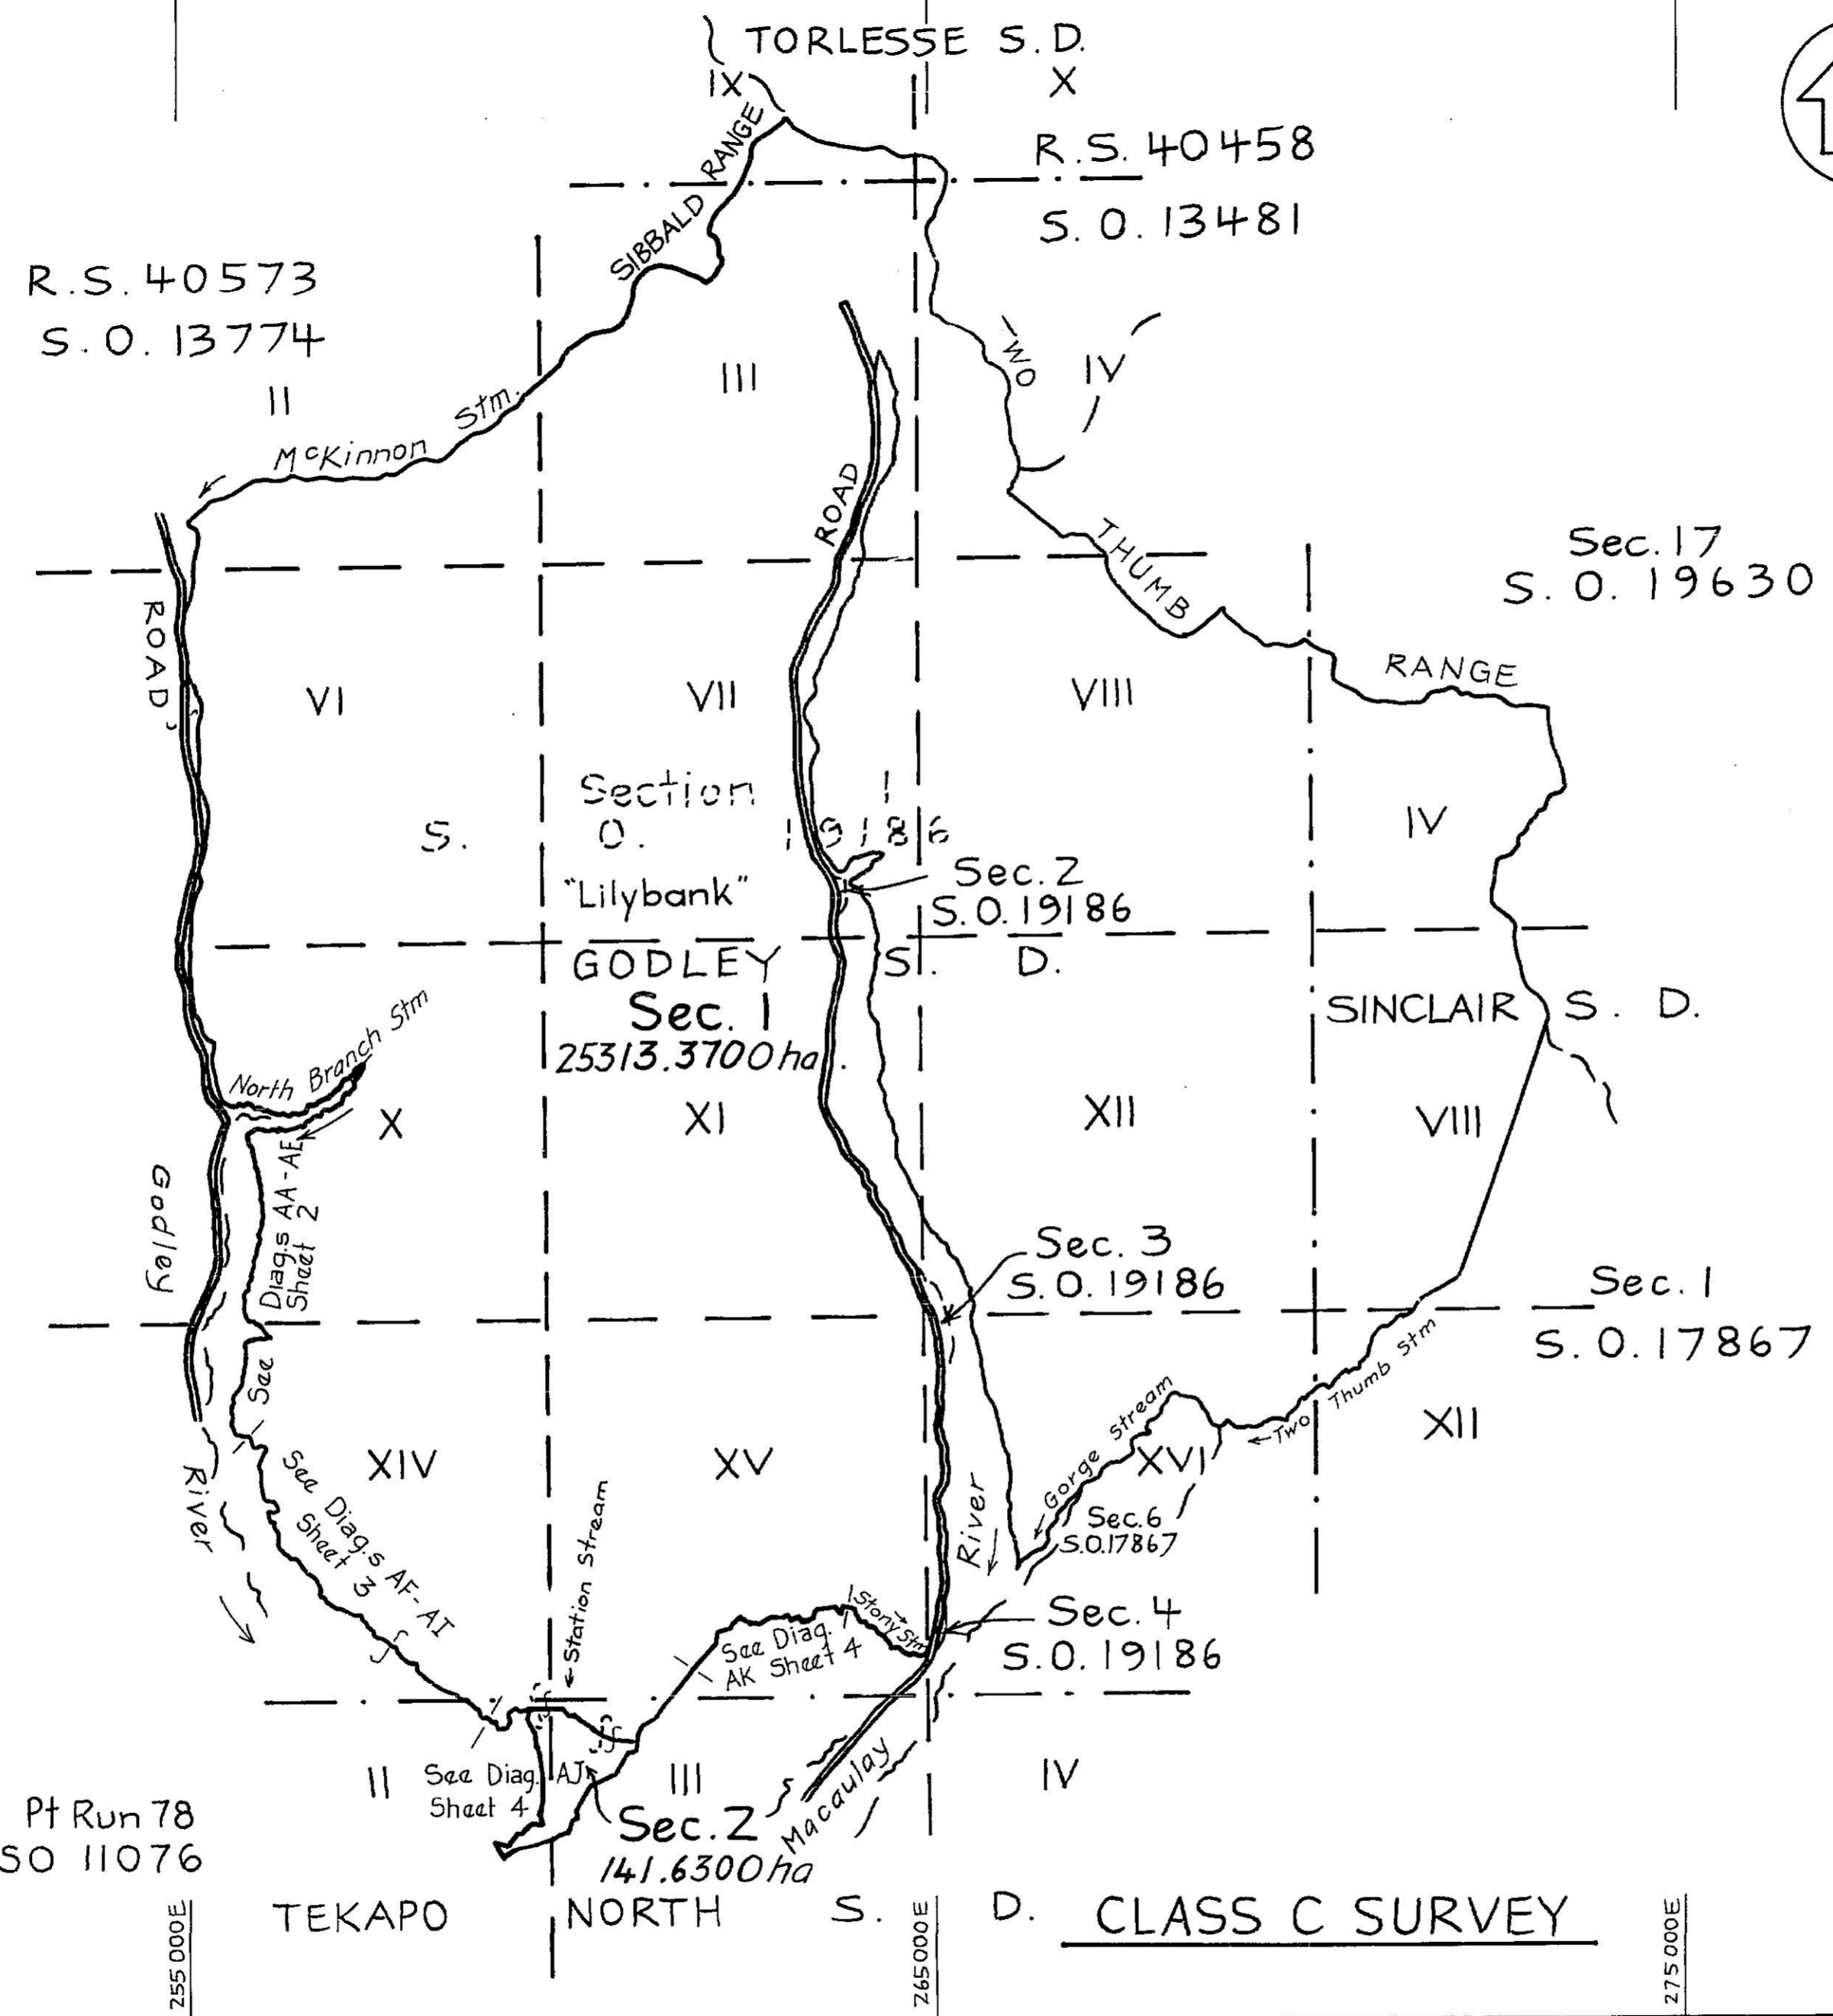 TORLESSE S.D.
IX X
SIBBALD RANGE
R.S. 40458
S.O. 13481
R.S. 40573
S.O. 13774
II
III
TWO
IV
McKinnon Stm.
ROAD
THUMB
Sec. 17
S.O. 19630
ROAD
RANGE
VI
VII
VIII
Section 1
S. O. 19186
IV
"Lilybank"
Sec. 2
S.O. 19186
GODLEY S. D.
Sec. 1
25313.3700 ha
SINCLAIR S. D.
North Branch Stm
X
XI
XII
VIII
Godley
See Diag.s AA-AE
Sheet 2
Sec. 3
S.O. 19186
Sec. 1
S.O. 17867
Two Thumb Stm
Gorge Stream
XII
XIV
XV
XVI
River
See Diag.s AF-AI
Sheet 3
Station Stream
River
Sec. 6
S.O. 17867
Stony Stm
See Diag.
AK Sheet 4
Sec. 4
S.O. 19186
II
See Diag. AJ
Sheet 4
III
IV
Macaulay
Pt Run 78
SO 11076
Sec. 2
141.6300 ha
TEKAPO NORTH S. D.
CLASS C SURVEY
255 000E
265 000E
275 000E